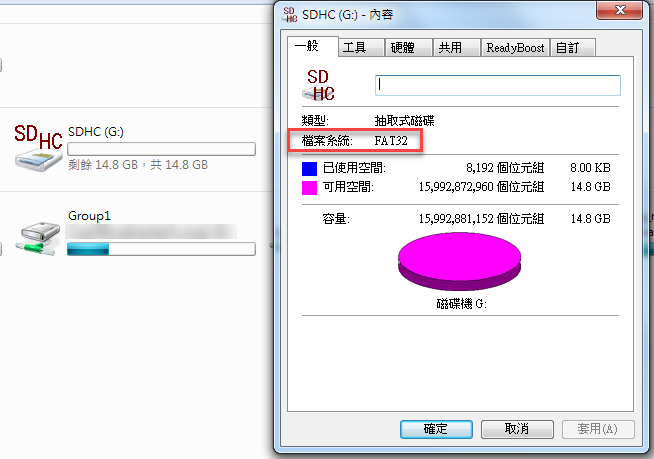 SDHC (G:) - 內容
一般 工具 硬體 共用 ReadyBoost 自訂
SD
HC
類型: 抽取式磁碟
檔案系統: FAT32
已使用空間: 8,192 個位元組 8.00 KB
可用空間: 15,992,872,960 個位元組 14.8 GB
容量: 15,992,881,152 個位元組 14.8 GB
磁碟機 G:
確定 取消 套用(A)
SD HC
SDHC (G:)
剩餘 14.8 GB，共 14.8 GB
Group1